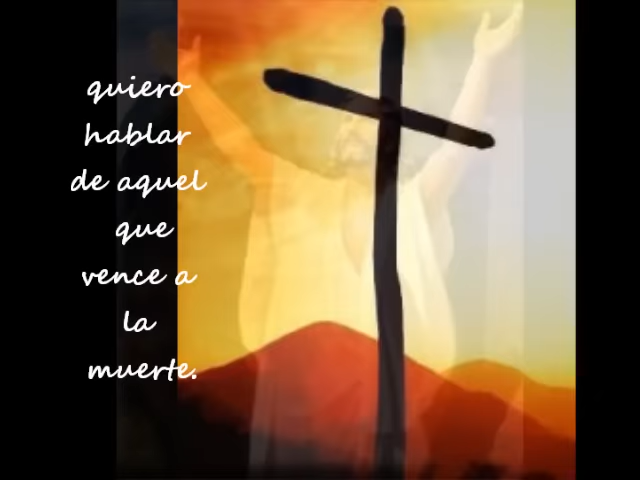 quiero
hablar
de aquel
que
vence a
la
muerte.